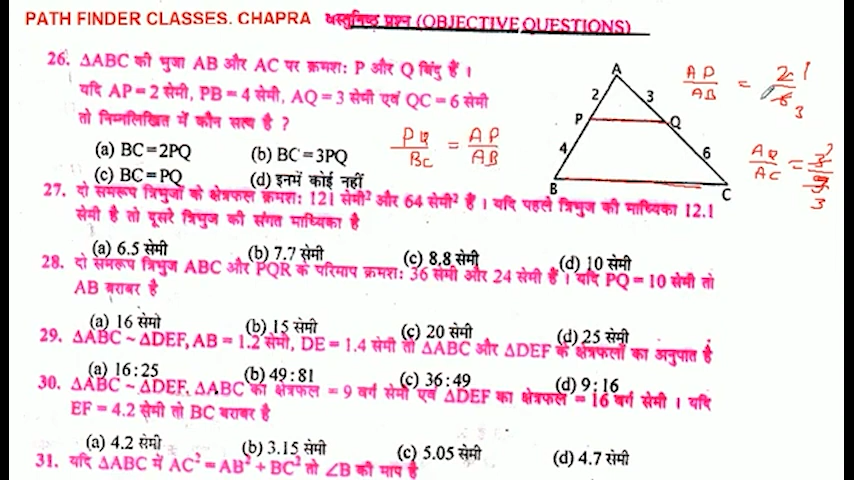 PATH FINDER CLASSES. CHAPRA वस्तुनिष्ठ प्रश्न (OBJECTIVE QUESTIONS)
26. ΔABC की भुजा AB और AC पर क्रमशः P और Q बिंदु हैं ।
यदि AP = 2 सेमी, PB = 4 सेमी, AQ = 3 सेमी एवं QC = 6 सेमी
तो निम्नलिखित में कौन सत्य है ?
(a) BC = 2PQ (b) BC = 3PQ
(c) BC = PQ (d) इनमें कोई नहीं
PQ/BC = AP/AB
A
2 3
P Q
4 6
B C
AP/AB = 2 1/6 3
AQ/AC = 3 1/9 3
27. दो समरूप त्रिभुजों के क्षेत्रफल क्रमशः 121 सेमी² और 64 सेमी² हैं । यदि पहले त्रिभुज की माध्यिका 12.1
सेमी है तो दूसरे त्रिभुज की संगत माध्यिका है
(a) 6.5 सेमी (b) 7.7 सेमी (c) 8.8 सेमी (d) 10 सेमी
28. दो समरूप त्रिभुज ABC और PQR के परिमाप क्रमशः 36 सेमी और 24 सेमी हैं । यदि PQ = 10 सेमी तो
AB बराबर है
(a) 16 सेमी (b) 15 सेमी (c) 20 सेमी (d) 25 सेमी
29. ΔABC ~ ΔDEF, AB = 1.2 सेमी, DE = 1.4 सेमी तो ΔABC और ΔDEF के क्षेत्रफलों का अनुपात है
(a) 16 : 25 (b) 49 : 81 (c) 36 : 49 (d) 9 : 16
30. ΔABC ~ ΔDEF. ΔABC का क्षेत्रफल = 9 वर्ग सेमी एवं ΔDEF का क्षेत्रफल = 16 वर्ग सेमी । यदि
EF = 4.2 सेमी तो BC बराबर है
(a) 4.2 सेमी (b) 3.15 सेमी (c) 5.05 सेमी (d) 4.7 सेमी
31. यदि ΔABC में AC² = AB² + BC² तो ∠B की माप है